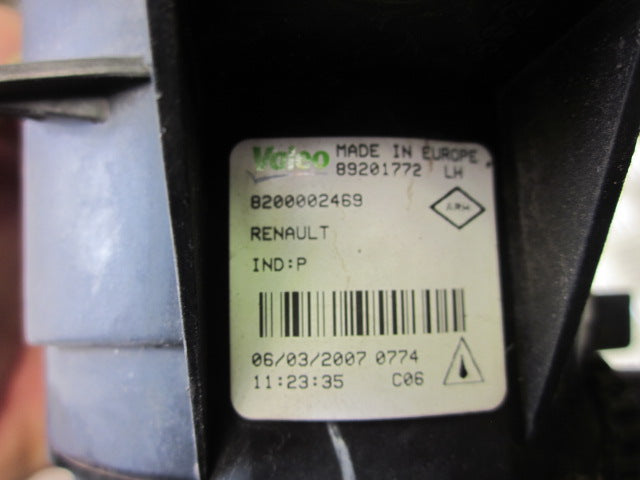 Valeo MADE IN EUROPE
89201772 LH
8200002469
RENAULT
IND:P
06/03/2007 0774
11:23:35 C06